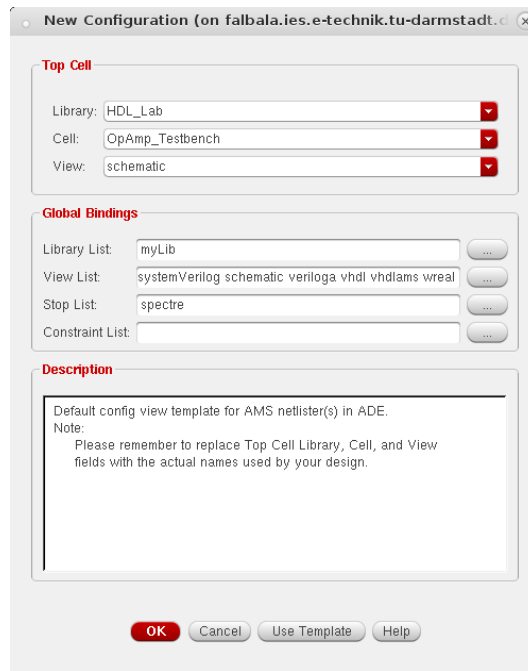 New Configuration (on falbala.ies.e-technik.tu-darmstadt.d
Top Cell
Library: HDL_Lab
Cell: OpAmp_Testbench
View: schematic
Global Bindings
Library List: myLib ...
View List: systemVerilog schematic veriloga vhdl vhdlams wreal ...
Stop List: spectre ...
Constraint List: ...
Description
Default config view template for AMS netlister(s) in ADE.
Note:
Please remember to replace Top Cell Library, Cell, and View
fields with the actual names used by your design.
OK Cancel Use Template Help